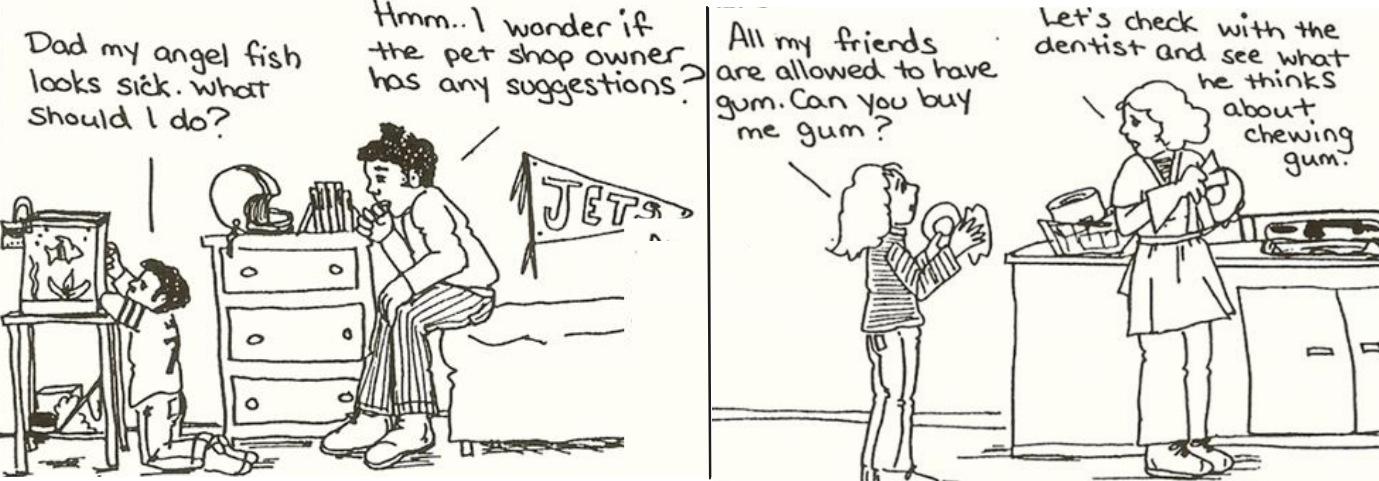 Dad my angel fish
looks sick. What
should I do?
Hmm..I wonder if
the pet shop owner
has any suggestions?
JETS
All my friends
are allowed to have
gum. Can you buy
me gum?
Let's check with the
dentist and see what
he thinks
about
chewing
gum.